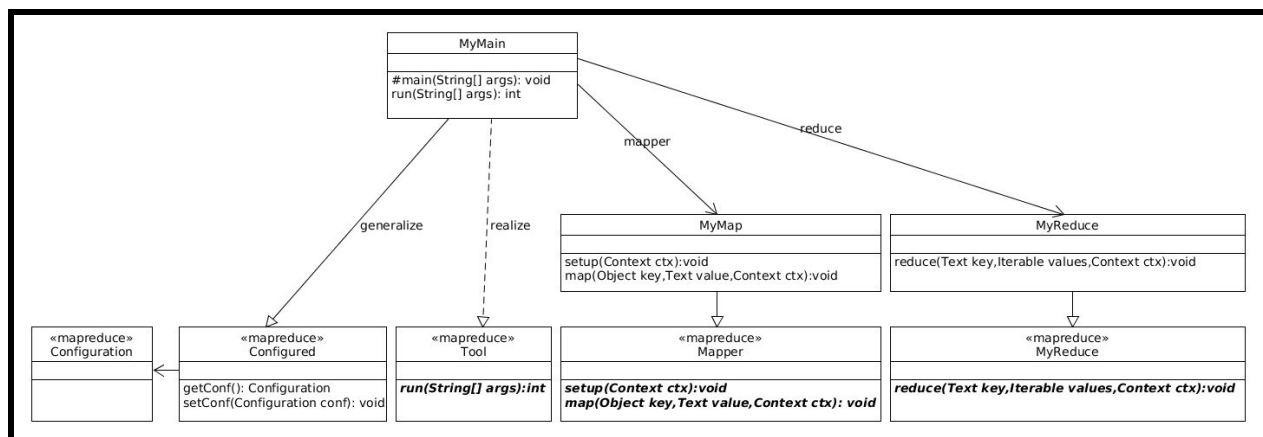 MyMain
#main(String[] args): void
run(String[] args): int
reduce
mapper
generalize
realize
MyMap
setup(Context ctx):void
map(Object key,Text value,Context ctx):void
MyReduce
reduce(Text key,Iterable values,Context ctx):void
«mapreduce»
Configuration
«mapreduce»
Configured
getConf(): Configuration
setConf(Configuration conf): void
«mapreduce»
Tool
run(String[] args):int
«mapreduce»
Mapper
setup(Context ctx):void
map(Object key,Text value,Context ctx): void
«mapreduce»
MyReduce
reduce(Text key,Iterable values,Context ctx):void